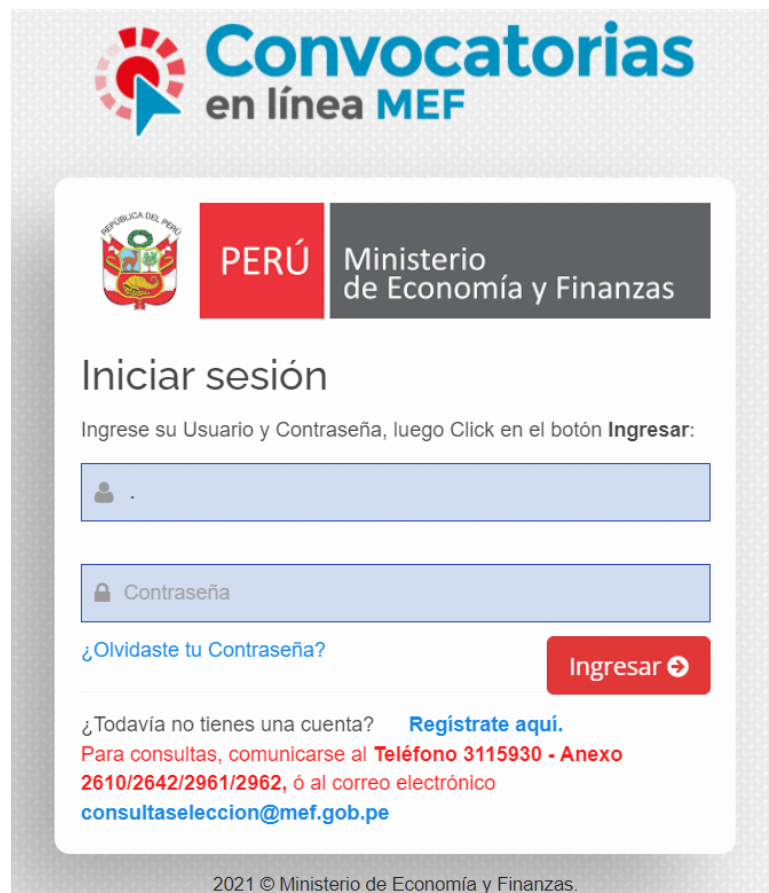 Convocatorias
en línea MEF
REPÚBLICA DEL PERÚ
PERÚ
Ministerio
de Economía y Finanzas
Iniciar sesión
Ingrese su Usuario y Contraseña, luego Click en el botón Ingresar:
.
Contraseña
¿Olvidaste tu Contraseña?
Ingresar
¿Todavía no tienes una cuenta? Regístrate aquí.
Para consultas, comunicarse al Teléfono 3115930 - Anexo
2610/2642/2961/2962, ó al correo electrónico
consultaseleccion@mef.gob.pe
2021 © Ministerio de Economía y Finanzas.